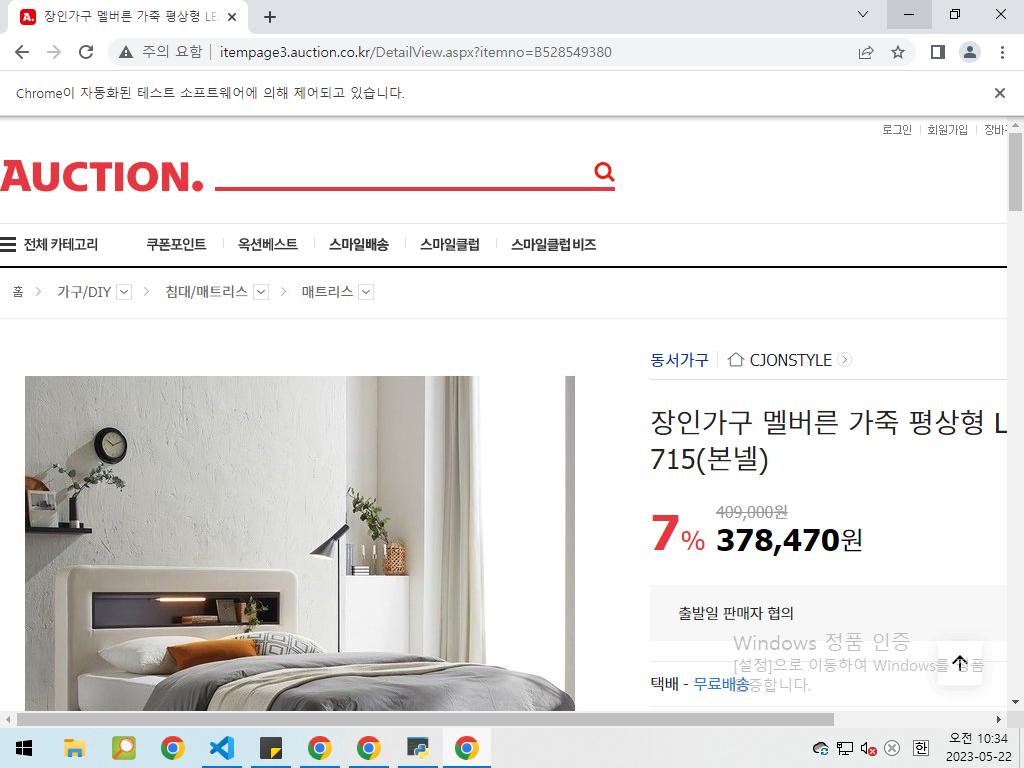 장인가구 멜버른 가죽 평상형 LE
주의 요함
itempage3.auction.co.kr/DetailView.aspx?itemno=B528549380
Chrome이 자동화된 테스트 소프트웨어에 의해 제어되고 있습니다.
로그인 회원가입 장바구
AUCTION.
전체 카테고리 쿠폰포인트 옥션베스트 스마일배송 스마일클럽 스마일클럽 비즈
홈 가구/DIY 침대/매트리스 매트리스
동서가구 CJONSTYLE
장인가구 멜버른 가죽 평상형 L
715(본넬)
409,000원
7% 378,470원
출발일 판매자 협의
Windows 정품 인증
[설정]으로 이동하여 Windows를 정품
인증합니다.
택배 - 무료배송
한
오전 10:34
2023-05-22